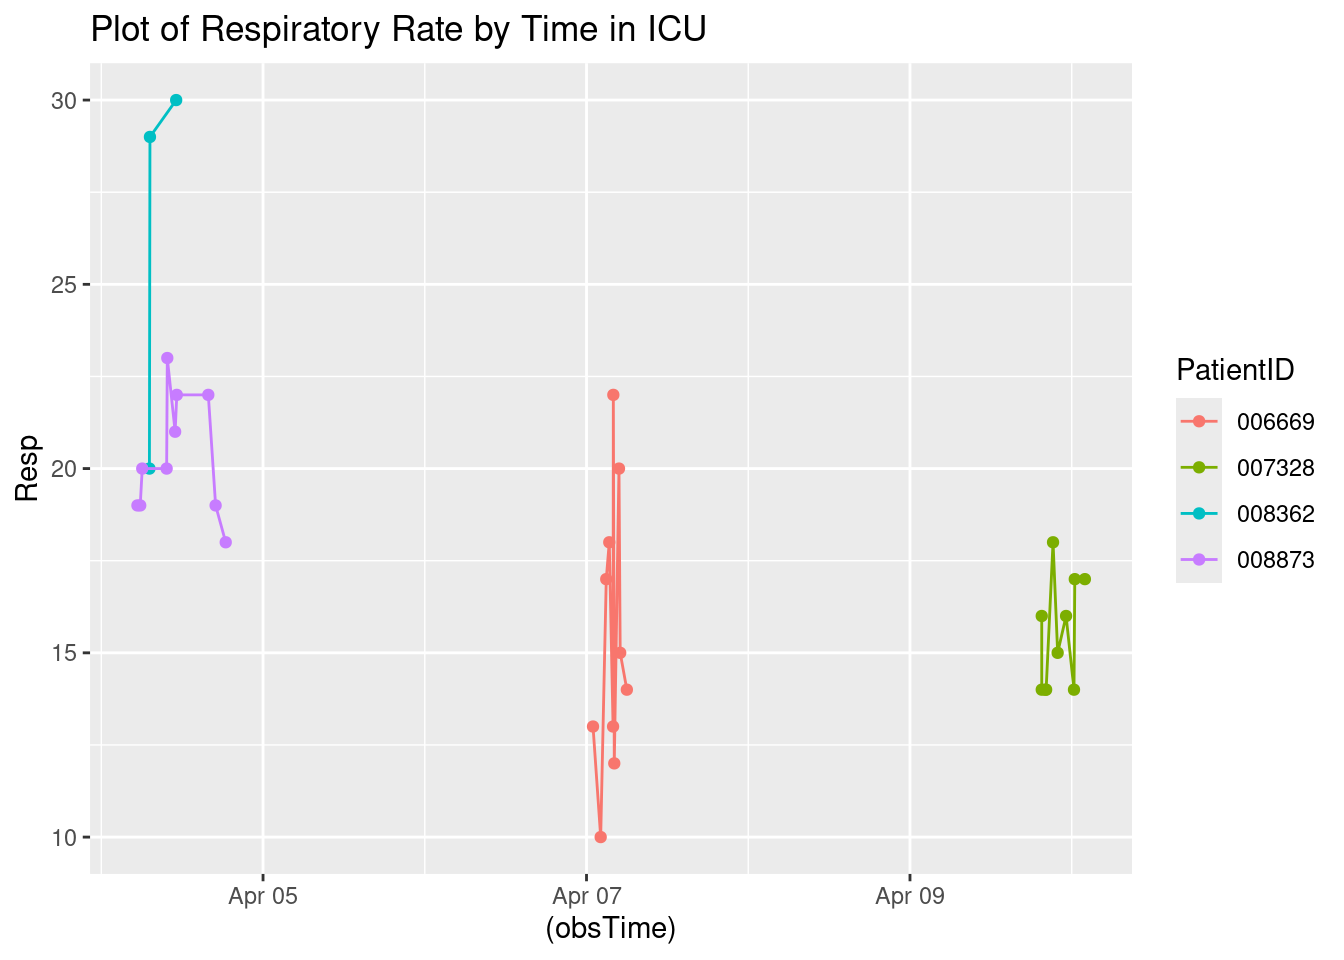 Plot of Respiratory Rate by Time in ICU
30
25
20
15
10
Resp
Apr 05
Apr 07
Apr 09
(obsTime)
PatientID
006669
007328
008362
008873